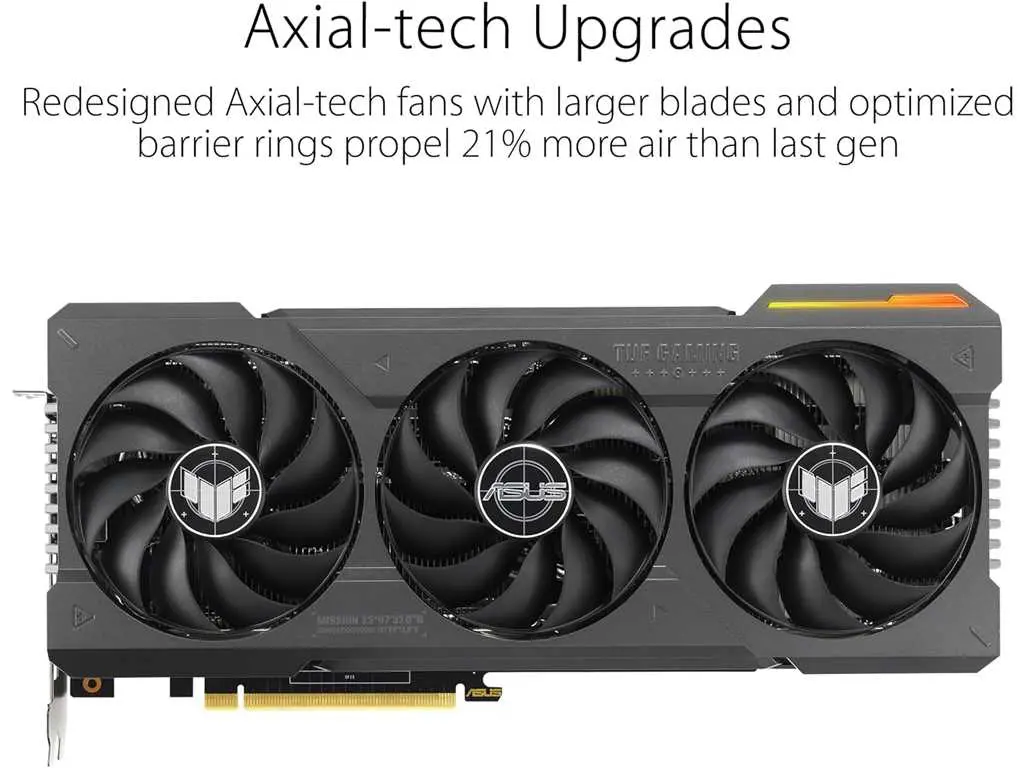 Axial-tech Upgrades
Redesigned Axial-tech fans with larger blades and optimized
barrier rings propel 21% more air than last gen
TUF GAMING
ASUS
ASUS